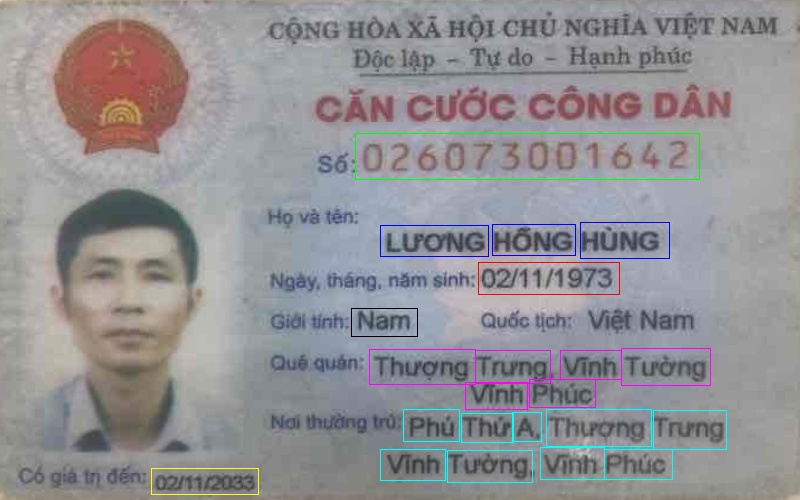 CỘNG HÒA XÃ HỘI CHỦ NGHĨA VIỆT NAM
Độc lập - Tự do - Hạnh phúc
CĂN CƯỚC CÔNG DÂN
Số: 026073001642
Họ và tên:
LƯƠNG HỒNG HÙNG
Ngày, tháng, năm sinh: 02/11/1973
Giới tính: Nam Quốc tịch: Việt Nam
Quê quán: Thượng Trưng, Vĩnh Tường
Vĩnh Phúc
Nơi thường trú: Phú Thứ A, Thượng Trưng
Vĩnh Tường, Vĩnh Phúc
Có giá trị đến: 02/11/2033